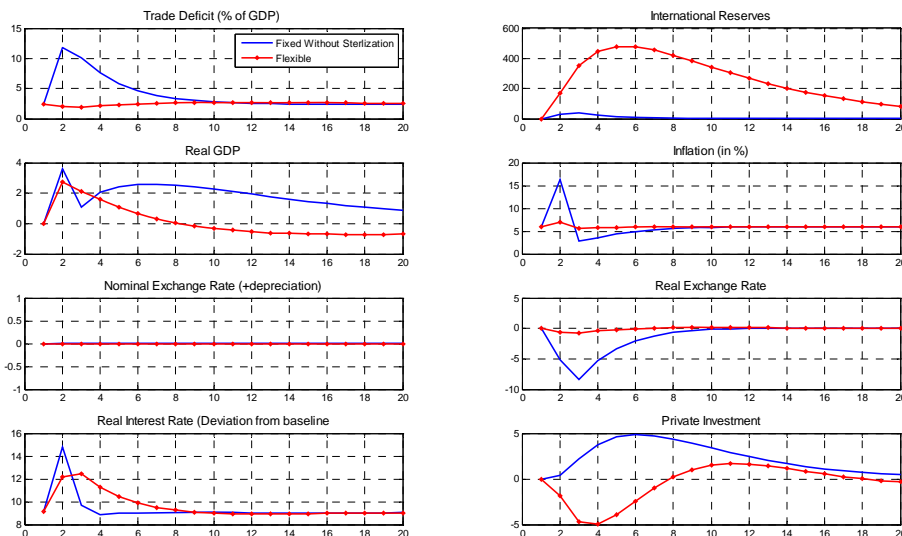 Trade Deficit (% of GDP)
15
10
5
0
0 2 4 6 8 10 12 14 16 18 20
Fixed Without Sterlization
Flexible
International Reserves
600
400
200
0
0 2 4 6 8 10 12 14 16 18 20
Real GDP
4
2
0
-2
0 2 4 6 8 10 12 14 16 18 20
Inflation (in %)
20
15
10
5
0
0 2 4 6 8 10 12 14 16 18 20
Nominal Exchange Rate (+depreciation)
1
0.5
0
-0.5
-1
0 2 4 6 8 10 12 14 16 18 20
Real Exchange Rate
5
0
-5
-10
0 2 4 6 8 10 12 14 16 18 20
Real Interest Rate (Deviation from baseline
16
14
12
10
8
0 2 4 6 8 10 12 14 16 18 20
Private Investment
5
0
-5
0 2 4 6 8 10 12 14 16 18 20